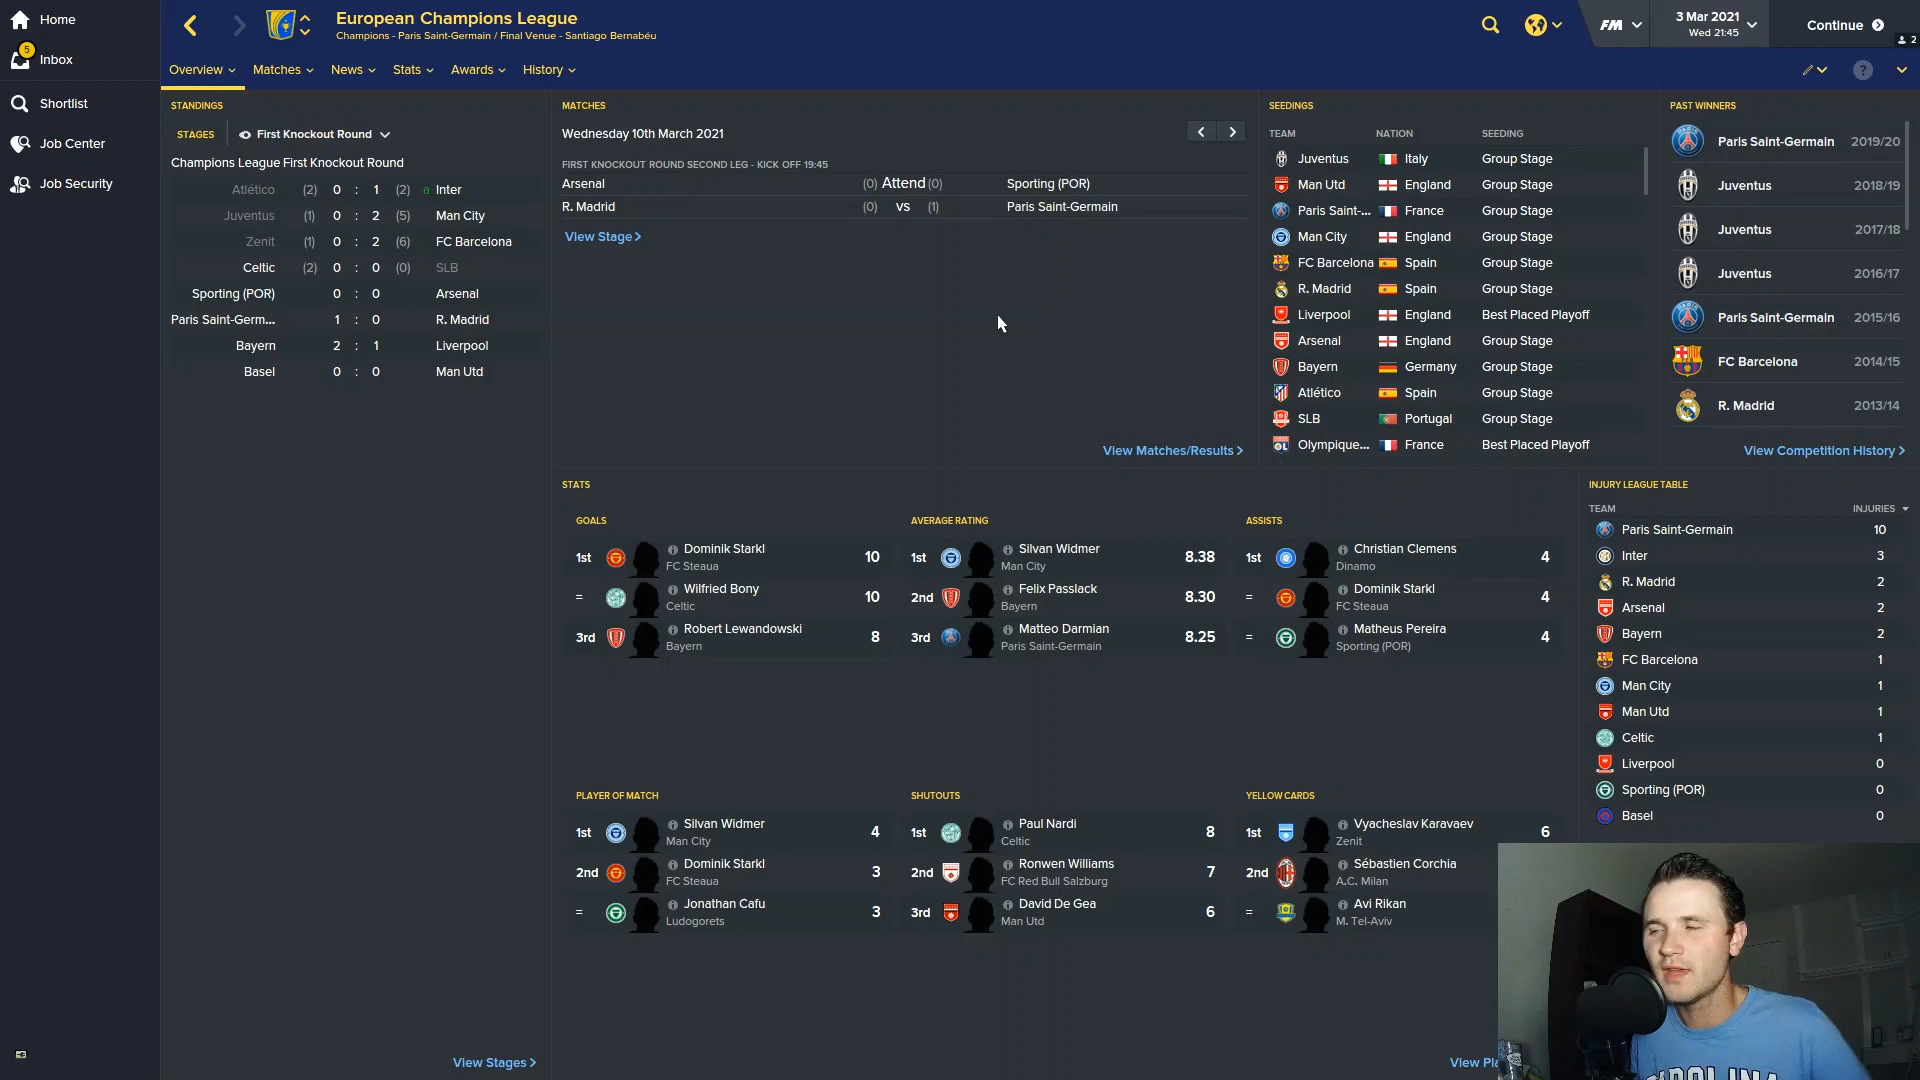 Home
5
Inbox
Shortlist
Job Center
Job Security
European Champions League
Champions - Paris Saint-Germain / Final Venue - Santiago Bernabéu
FM
3 Mar 2021
Wed 21:45
Continue
2
Overview
Matches
News
Stats
Awards
History
?
STANDINGS
STAGES
First Knockout Round
Champions League First Knockout Round
Atlético (2) 0 : 1 (2) a Inter
Juventus (1) 0 : 2 (5) Man City
Zenit (1) 0 : 2 (6) FC Barcelona
Celtic (2) 0 : 0 (0) SLB
Sporting (POR) 0 : 0 Arsenal
Paris Saint-Germ... 1 : 0 R. Madrid
Bayern 2 : 1 Liverpool
Basel 0 : 0 Man Utd
View Stages >
MATCHES
Wednesday 10th March 2021
FIRST KNOCKOUT ROUND SECOND LEG - KICK OFF 19:45
Arsenal (0) Attend (0) Sporting (POR)
R. Madrid (0) vs (1) Paris Saint-Germain
View Stage >
View Matches/Results >
SEEDINGS
TEAM NATION SEEDING
Juventus Italy Group Stage
Man Utd England Group Stage
Paris Saint-... France Group Stage
Man City England Group Stage
FC Barcelona Spain Group Stage
R. Madrid Spain Group Stage
Liverpool England Best Placed Playoff
Arsenal England Group Stage
Bayern Germany Group Stage
Atlético Spain Group Stage
SLB Portugal Group Stage
Olympique... France Best Placed Playoff
PAST WINNERS
Paris Saint-Germain 2019/20
Juventus 2018/19
Juventus 2017/18
Juventus 2016/17
Paris Saint-Germain 2015/16
FC Barcelona 2014/15
R. Madrid 2013/14
View Competition History >
STATS
GOALS
1st Dominik Starkl 10
FC Steaua
= Wilfried Bony 10
Celtic
3rd Robert Lewandowski 8
Bayern
AVERAGE RATING
1st Silvan Widmer 8.38
Man City
2nd Felix Passlack 8.30
Bayern
3rd Matteo Darmian 8.25
Paris Saint-Germain
ASSISTS
1st Christian Clemens 4
Dinamo
= Dominik Starkl 4
FC Steaua
= Matheus Pereira 4
Sporting (POR)
PLAYER OF MATCH
1st Silvan Widmer 4
Man City
2nd Dominik Starkl 3
FC Steaua
= Jonathan Cafu 3
Ludogorets
SHUTOUTS
1st Paul Nardi 8
Celtic
2nd Ronwen Williams 7
FC Red Bull Salzburg
3rd David De Gea 6
Man Utd
YELLOW CARDS
1st Vyacheslav Karavaev 6
Zenit
2nd Sébastien Corchia
A.C. Milan
= Avi Rikan
M. Tel-Aviv
View Pla
INJURY LEAGUE TABLE
TEAM INJURIES
Paris Saint-Germain 10
Inter 3
R. Madrid 2
Arsenal 2
Bayern 2
FC Barcelona 1
Man City 1
Man Utd 1
Celtic 1
Liverpool 0
Sporting (POR) 0
Basel 0